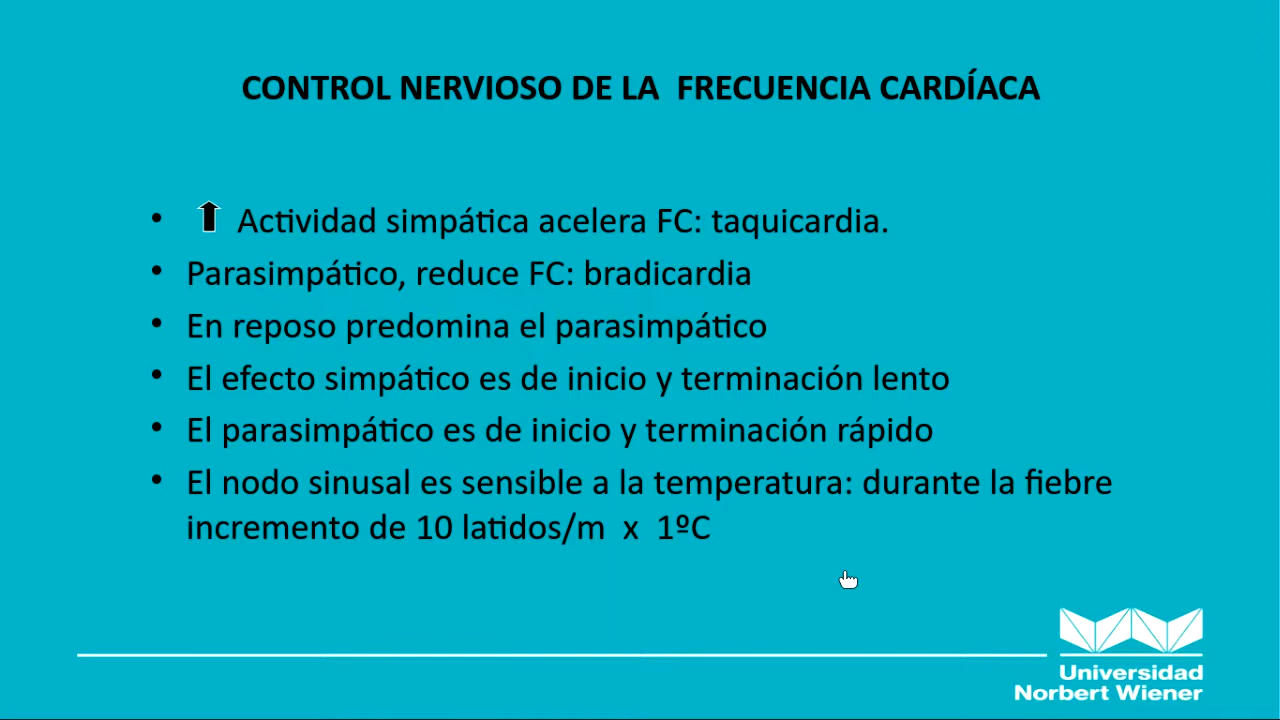 CONTROL NERVIOSO DE LA FRECUENCIA CARDÍACA
• Actividad simpática acelera FC: taquicardia.
• Parasimpático, reduce FC: bradicardia
• En reposo predomina el parasimpático
• El efecto simpático es de inicio y terminación lento
• El parasimpático es de inicio y terminación rápido
• El nodo sinusal es sensible a la temperatura: durante la fiebre
incremento de 10 latidos/m x 1ºC
Universidad
Norbert Wiener